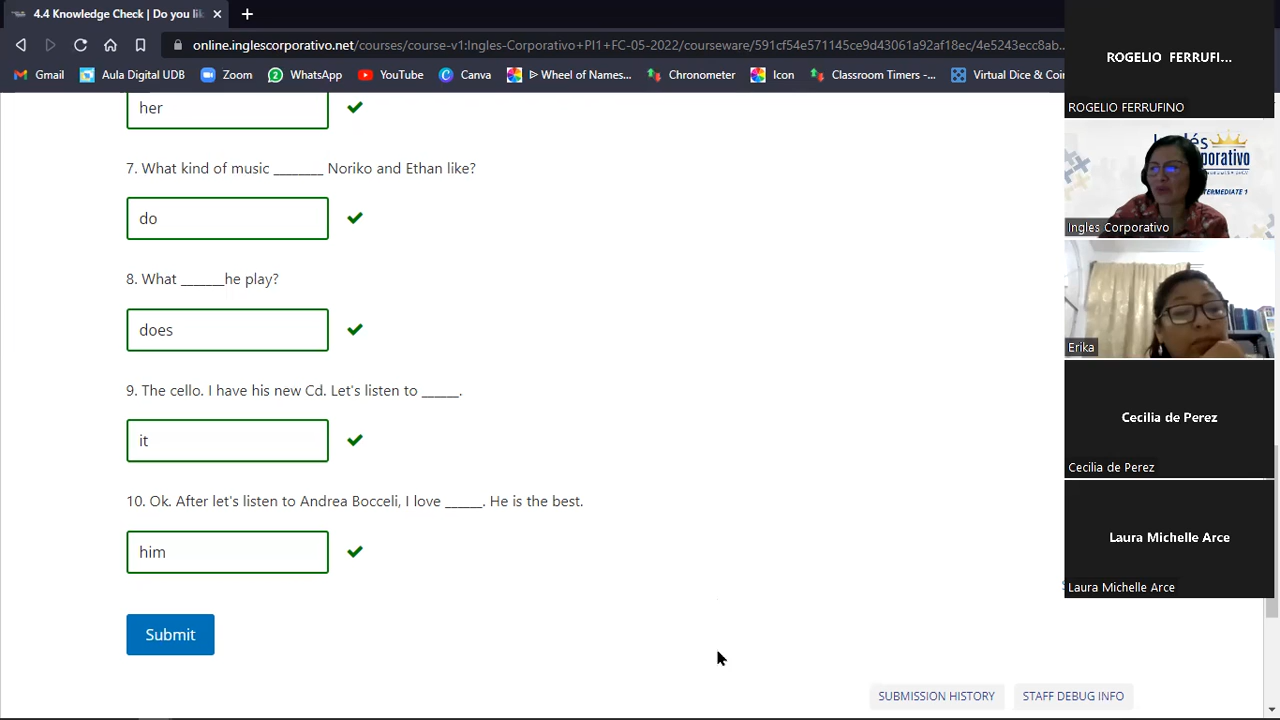 4.4 Knowledge Check | Do you lik
online.inglescorporativo.net/courses/course-v1:Ingles-Corporativo+PI1+FC-05-2022/courseware/591cf54e571145ce9d43061a92af18ec/4e5243ecc8ab...
Gmail
Aula Digital UDB
Zoom
WhatsApp
YouTube
Canva
ᐅ Wheel of Names...
Chronometer
Icon
Classroom Timers -...
Virtual Dice & Coin
her
7. What kind of music ________ Noriko and Ethan like?
do
8. What _______he play?
does
9. The cello. I have his new Cd. Let's listen to ______.
it
10. Ok. After let's listen to Andrea Bocceli, I love ______. He is the best.
him
Submit
SUBMISSION HISTORY
STAFF DEBUG INFO
ROGELIO FERRUFI...
ROGELIO FERRUFINO
Ingles Corporativo
Erika
Cecilia de Perez
Cecilia de Perez
Laura Michelle Arce
Laura Michelle Arce